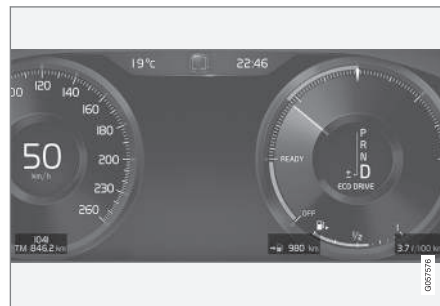 19°c 22:46
00 120 140 160 180 200 230 260
50
km/h
READY
OFF
P
R
N
± D
ECO DRIVE
1/2 1
1041
TM 846.2 km
980 km
3.7 l/100 km
G057576